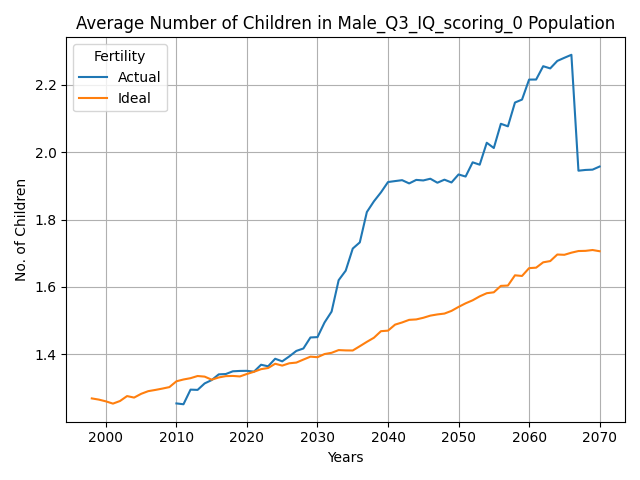 Average Number of Children in Male_Q3_IQ_scoring_0 Population
Fertility
Actual
Ideal
No. of Children
2.2
2.0
1.8
1.6
1.4
2000
2010
2020
2030
2040
2050
2060
2070
Years